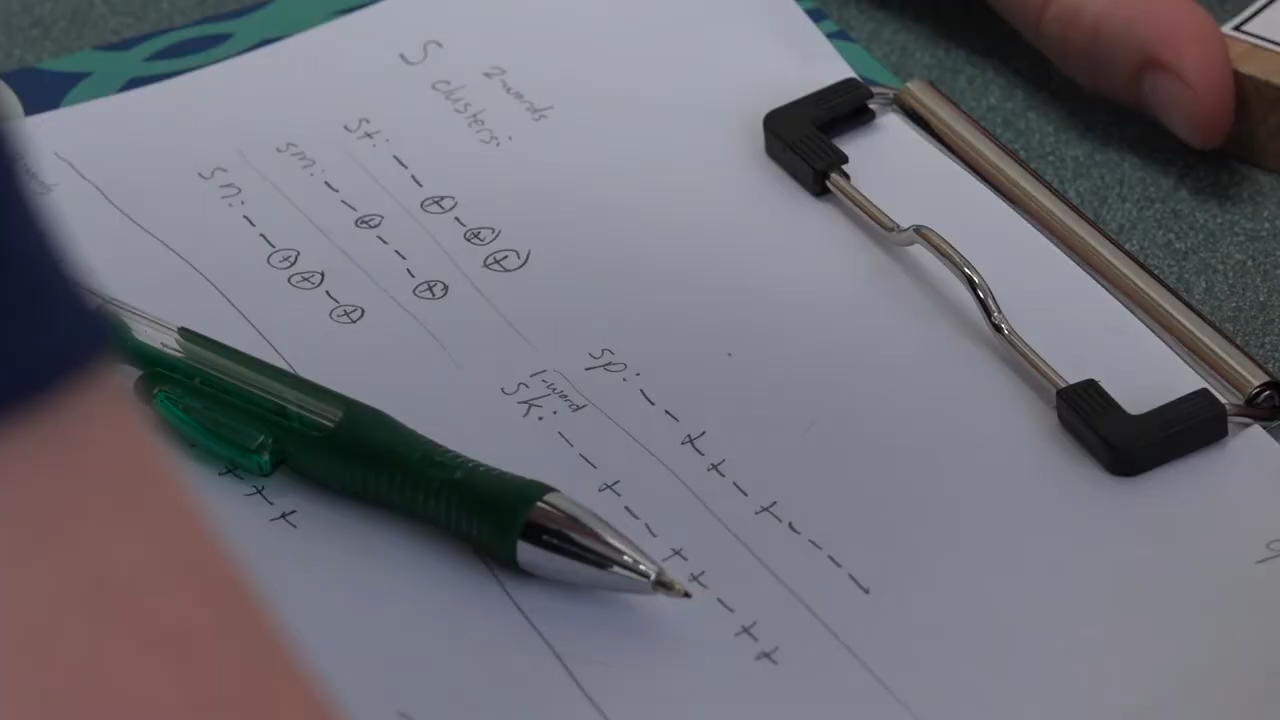 S clusters:
2-words
st: - - ⊕ - ⊕ ⊕
sm: - - ⊕ - - - ⊕
sn: - - ⊕ ⊕ - ⊕
sp: - - + + - + - - - -
1-word
sk: - - + - - + + - + +
+ + +